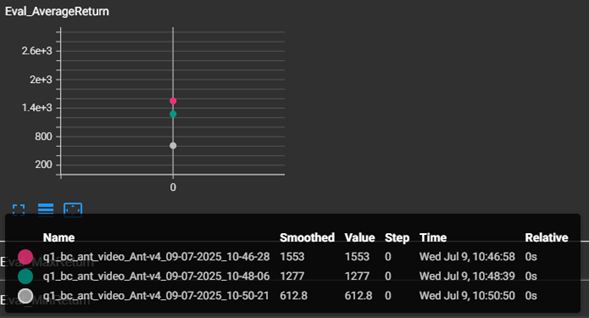 Eval_AverageReturn
2.6e+3
2e+3
1.4e+3
800
200
0
Name Smoothed Value Step Time Relative
q1_bc_ant_video_Ant-v4_09-07-2025_10-46-28 1553 1553 0 Wed Jul 9, 10:46:58 0s
q1_bc_ant_video_Ant-v4_09-07-2025_10-48-06 1277 1277 0 Wed Jul 9, 10:48:39 0s
q1_bc_ant_video_Ant-v4_09-07-2025_10-50-21 612.8 612.8 0 Wed Jul 9, 10:50:50 0s